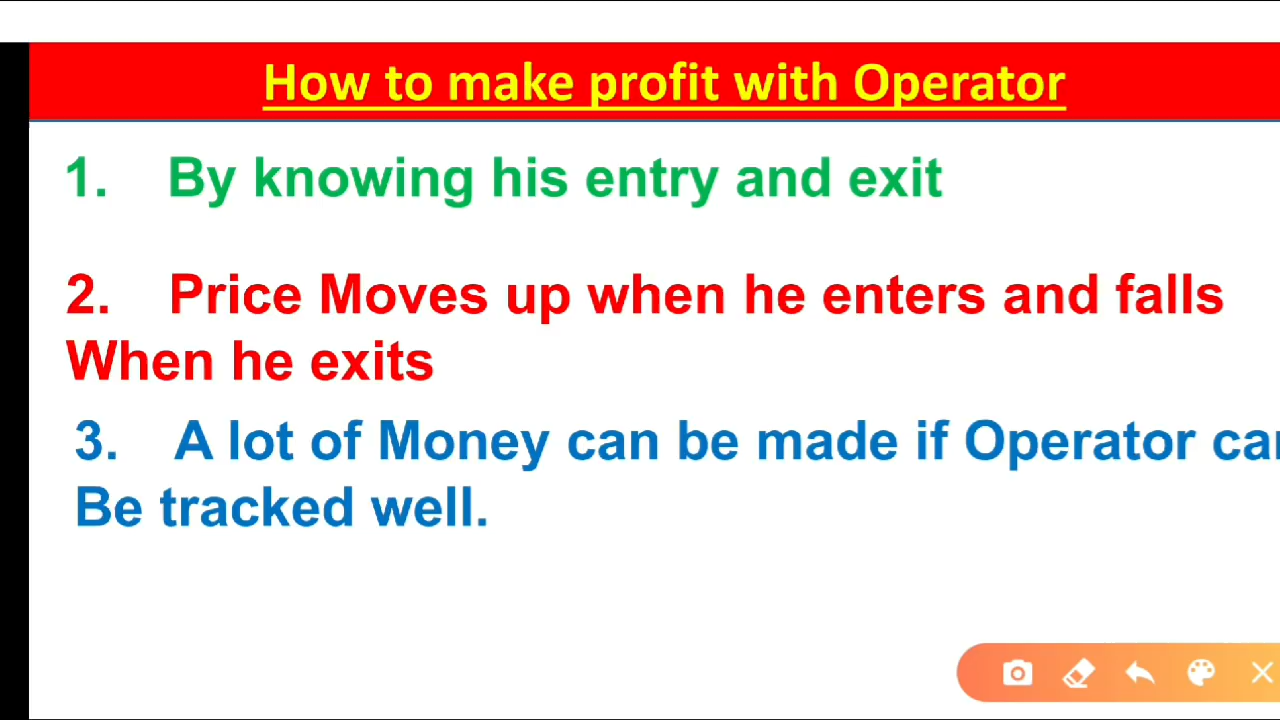 How to make profit with Operator
1. By knowing his entry and exit
2. Price Moves up when he enters and falls
When he exits
3. A lot of Money can be made if Operator
Be tracked well.